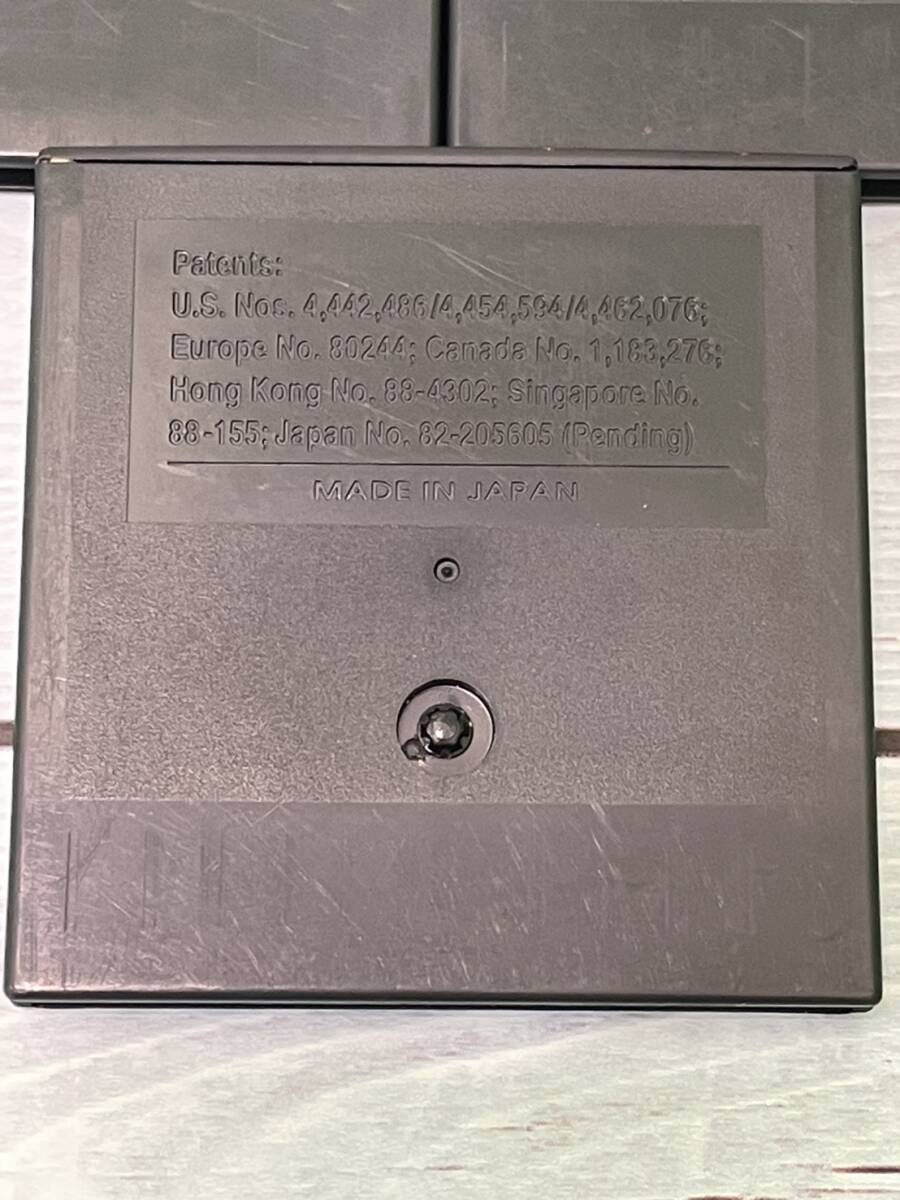 Patents:
U.S. Nos. 4,442,486/4,454,594/4,462,076;
Europe No. 80244; Canada No. 1,183,276;
Hong Kong No. 88-4302; Singapore No.
88-155; Japan No. 82-205605 (Pending)
MADE IN JAPAN